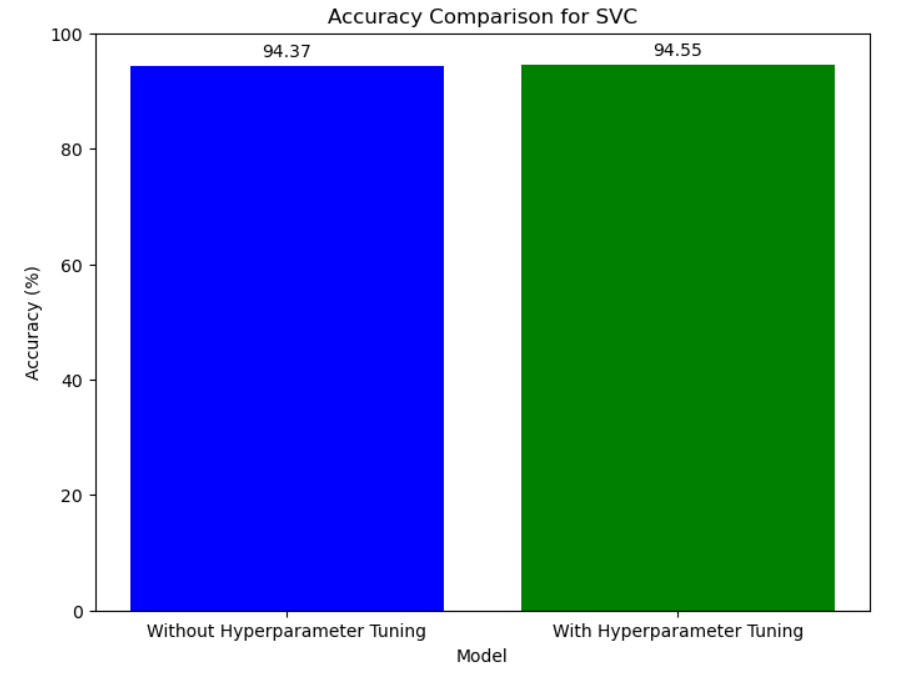 Accuracy Comparison for SVC
100
80
60
40
20
0
Accuracy (%)
94.37
94.55
Without Hyperparameter Tuning
With Hyperparameter Tuning
Model